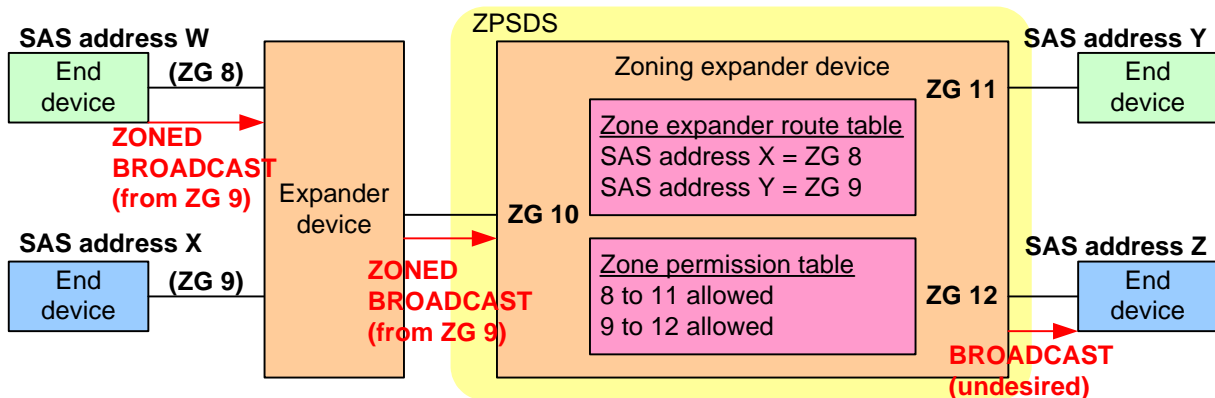 ZPSDS
SAS address W
End
device
(ZG 8)
ZONED
BROADCAST
(from ZG 9)
SAS address X
End
device
(ZG 9)
Expander
device
ZONED
BROADCAST
(from ZG 9)
Zoning expander device
ZG 10
Zone expander route table
SAS address X = ZG 8
SAS address Y = ZG 9
Zone permission table
8 to 11 allowed
9 to 12 allowed
ZG 11
ZG 12
SAS address Y
End
device
SAS address Z
End
device
BROADCAST
(undesired)